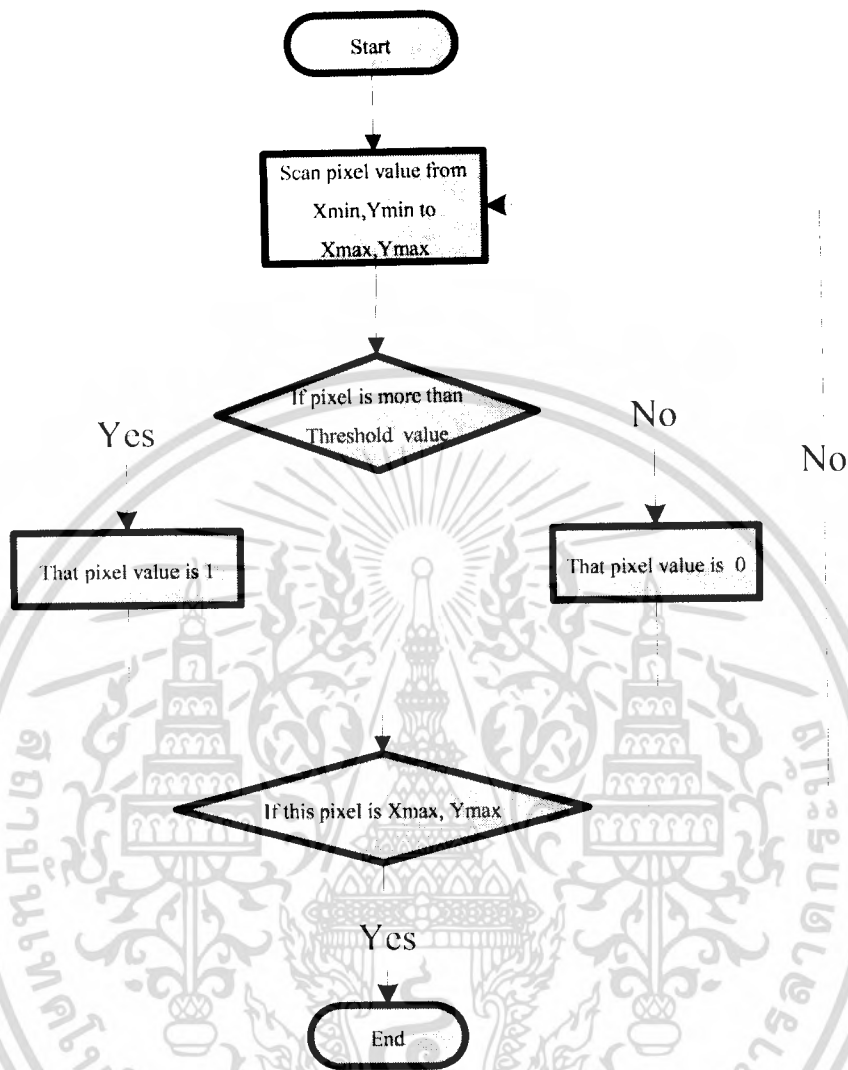 Start
Scan pixel value from
Xmin,Ymin to
Xmax,Ymax
If pixel is more than
Threshold value
Yes
No
No
That pixel value is 1
That pixel value is 0
If this pixel is Xmax, Ymax
Yes
End